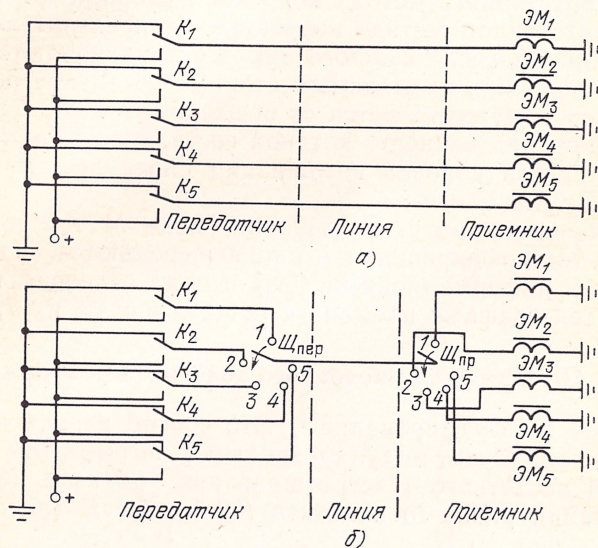 К₁ ЭМ₁
К₂ ЭМ₂
К₃ ЭМ₃
К₄ ЭМ₄
К₅ ЭМ₅
Передатчик Линия Приемник
+
а)
К₁ ЭМ₁
1 Щпер 1 ЭМ₂
К₂ 2 5 2 Щпр 5 ЭМ₃
К₃ 3 4 3 4
К₄ ЭМ₄
К₅ ЭМ₅
+
Передатчик Линия Приемник
б)